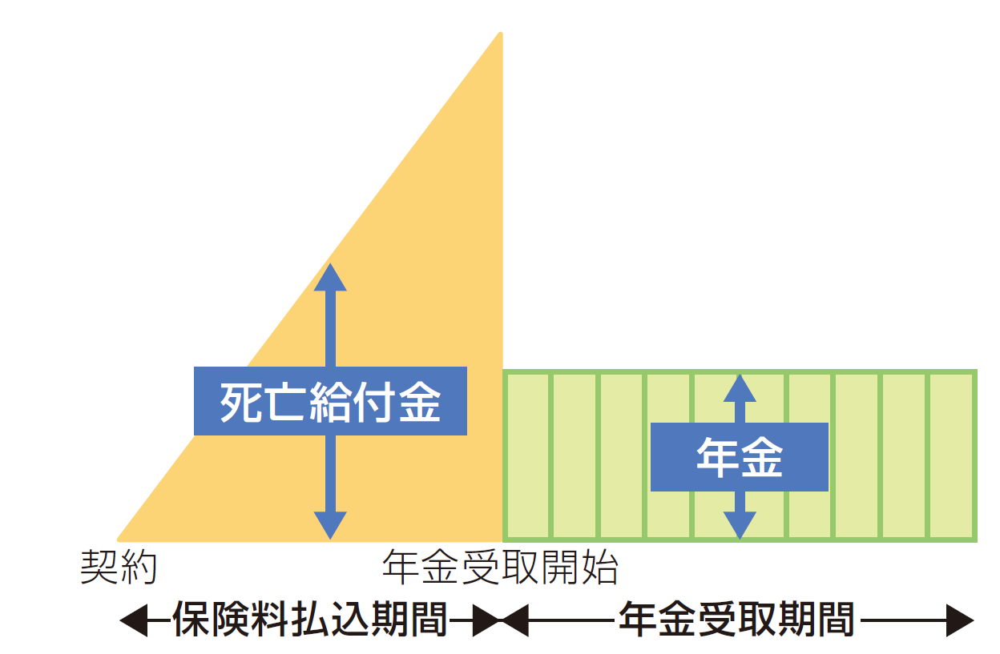 死亡給付金
年金
契約
年金受取開始
保険料払込期間
年金受取期間